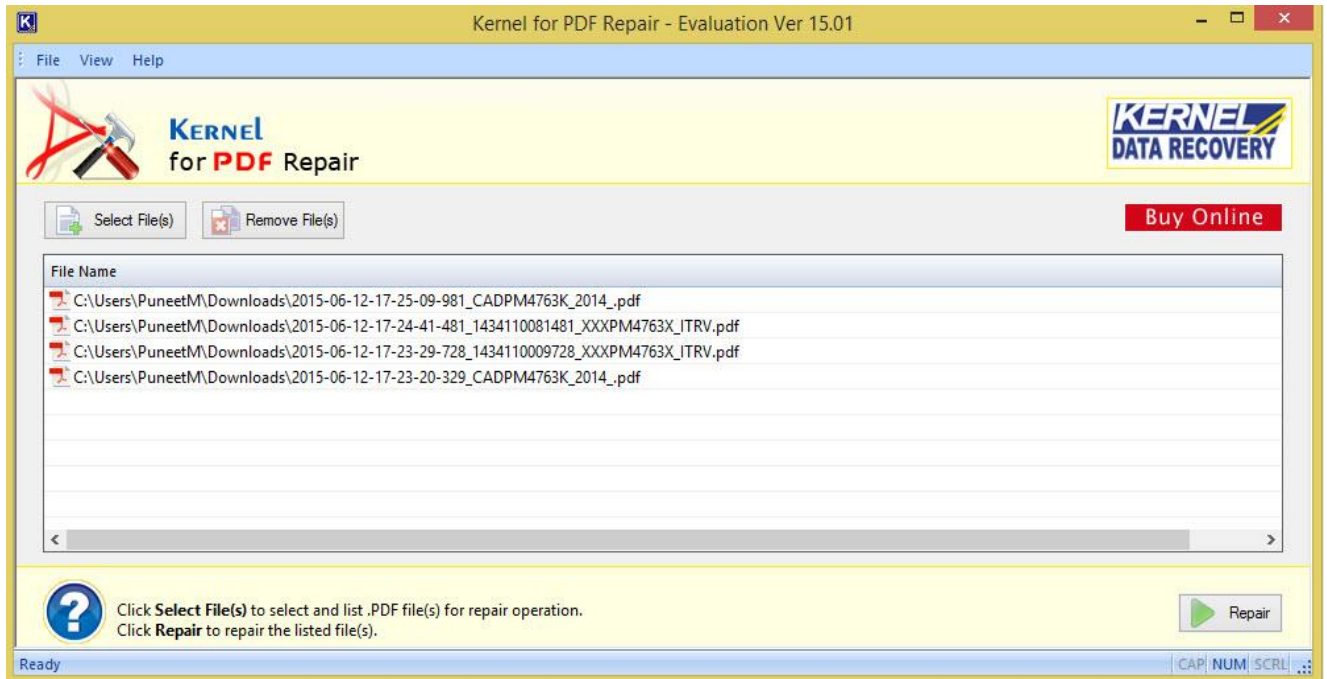 K
Kernel for PDF Repair - Evaluation Ver 15.01
File View Help
KERNEL
for PDF Repair
KERNEL
DATA RECOVERY
Select File(s) Remove File(s) Buy Online
File Name
C:\Users\PuneetM\Downloads\2015-06-12-17-25-09-981_CADPM4763K_2014_.pdf
C:\Users\PuneetM\Downloads\2015-06-12-17-24-41-481_1434110081481_XXXPM4763X_ITRV.pdf
C:\Users\PuneetM\Downloads\2015-06-12-17-23-29-728_1434110009728_XXXPM4763X_ITRV.pdf
C:\Users\PuneetM\Downloads\2015-06-12-17-23-20-329_CADPM4763K_2014_.pdf
Click Select File(s) to select and list .PDF file(s) for repair operation.
Click Repair to repair the listed file(s).
Repair
Ready CAP NUM SCRL